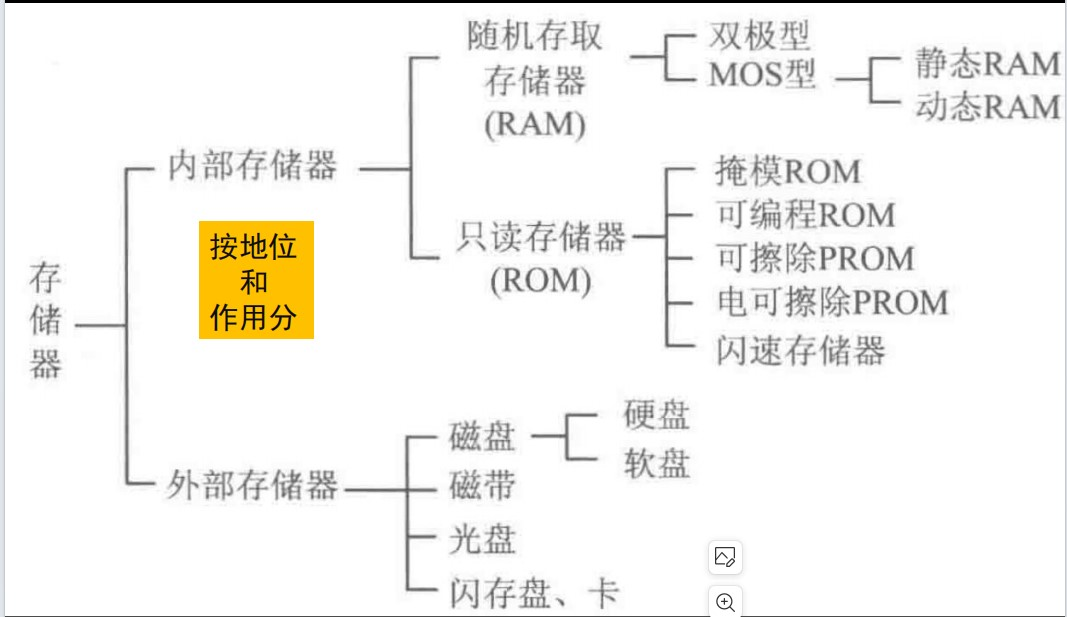 随机存取
存储器
(RAM)
双极型
MOS型
静态RAM
动态RAM
内部存储器
掩模ROM
可编程ROM
可擦除PROM
电可擦除PROM
闪速存储器
只读存储器
(ROM)
按地位
和
作用分
存
储
器
外部存储器
磁盘
硬盘
软盘
磁带
光盘
闪存盘、卡